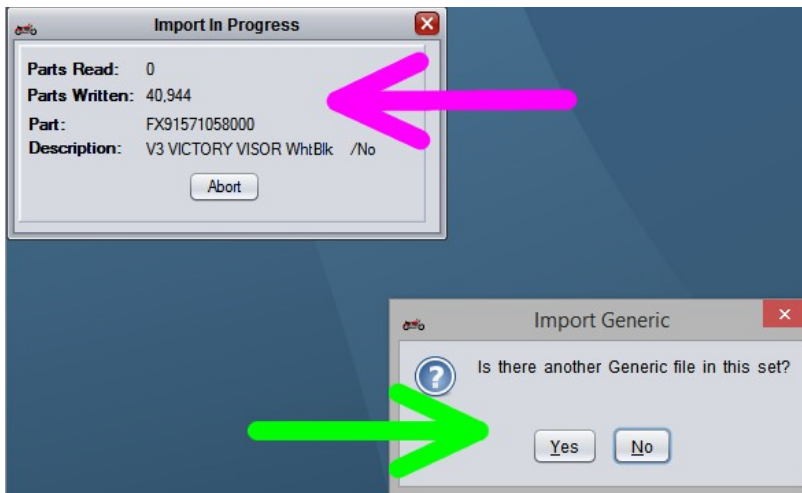 Import In Progress
Parts Read: 0
Parts Written: 40,944
Part: FX91571058000
Description: V3 VICTORY VISOR WhtBlk /No
Abort
Import Generic
Is there another Generic file in this set?
Yes No